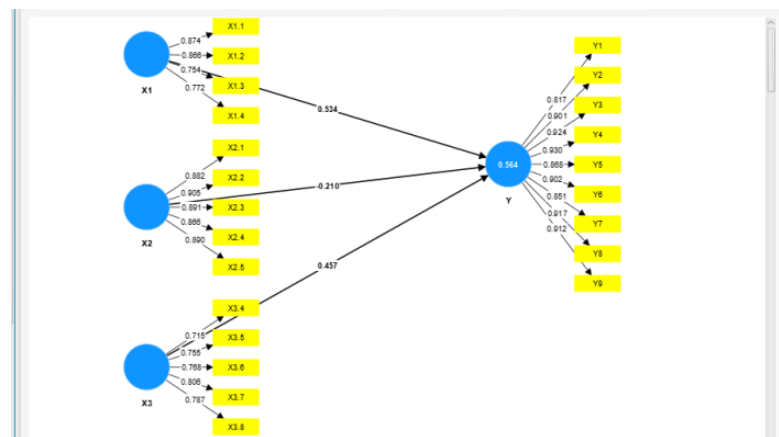 X1.1
0.874
X1.2
0.866
0.754
X1.3
0.772
X1
X1.4
0.534
X2.1
0.882
X2.2
0.905
0.891
X2.3
0.866
X2.4
0.890
X2
X2.5
-0.210
X3.4
0.715
X3.5
0.755
0.768
X3.6
0.806
X3.7
0.787
X3
X3.8
0.457
0.564
Y
Y1
0.817
Y2
0.901
Y3
0.924
Y4
0.930
0.868
Y5
0.902
Y6
0.851
Y7
0.917
Y8
0.912
Y9